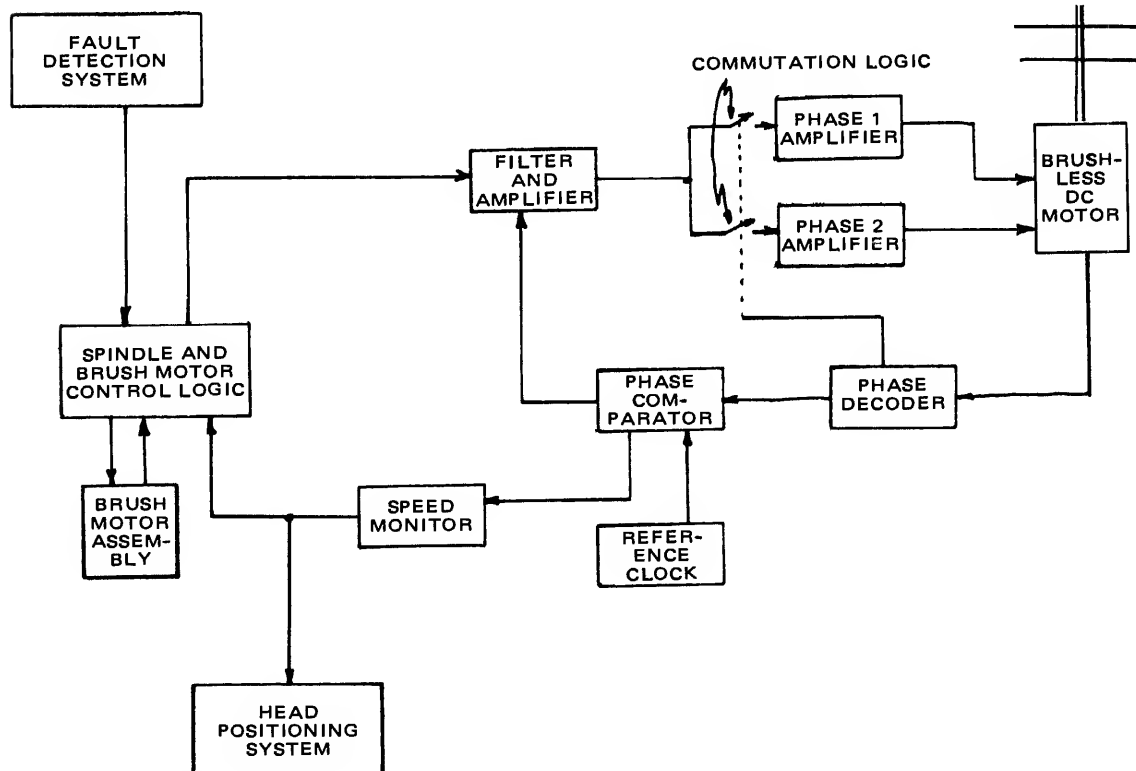 FAULT
DETECTION
SYSTEM
COMMUTATION LOGIC
PHASE 1
AMPLIFIER
FILTER
AND
AMPLIFIER
BRUSH-
LESS
DC
MOTOR
PHASE 2
AMPLIFIER
SPINDLE AND
BRUSH MOTOR
CONTROL LOGIC
PHASE
COM-
PARATOR
PHASE
DECODER
BRUSH
MOTOR
ASSEM-
BLY
SPEED
MONITOR
REFER-
ENCE
CLOCK
HEAD
POSITIONING
SYSTEM